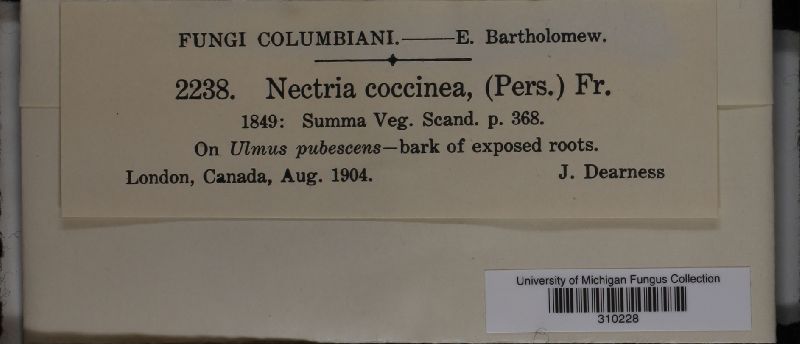 FUNGI COLUMBIANI.——E. Bartholomew.
2238. Nectria coccinea, (Pers.) Fr.
1849: Summa Veg. Scand. p. 368.
On Ulmus pubescens—bark of exposed roots.
London, Canada, Aug. 1904. J. Dearness
University of Michigan Fungus Collection
310228